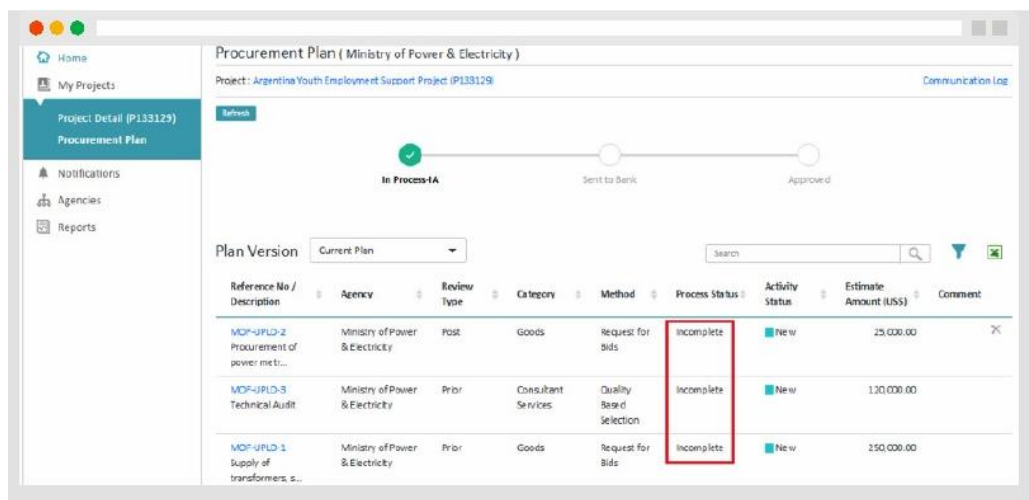 Home
My Projects
Project Detail (P133129)
Procurement Plan
Notifications
Agencies
Reports
Procurement Plan ( Ministry of Power & Electricity )
Project : Argentina Youth Employment Support Project (P133129)
Communication Log
Refresh
In Process-IA
Sent to Bank
Approved
Plan Version Current Plan
Search
Reference No / Description Agency Review Type Category Method Process Status Activity Status Estimate Amount (US$) Comment
MOF-UPLD-2 Ministry of Power Post Goods Request for Incomplete New 25,000.00
Procurement of & Electricity Bids
power metr...
MOF-UPLD-3 Ministry of Power Prior Consultant Quality Incomplete New 120,000.00
Technical Audit & Electricity Services Based
Selection
MOF-UPLD-1 Ministry of Power Prior Goods Request for Incomplete New 250,000.00
Supply of & Electricity Bids
transformers, s...